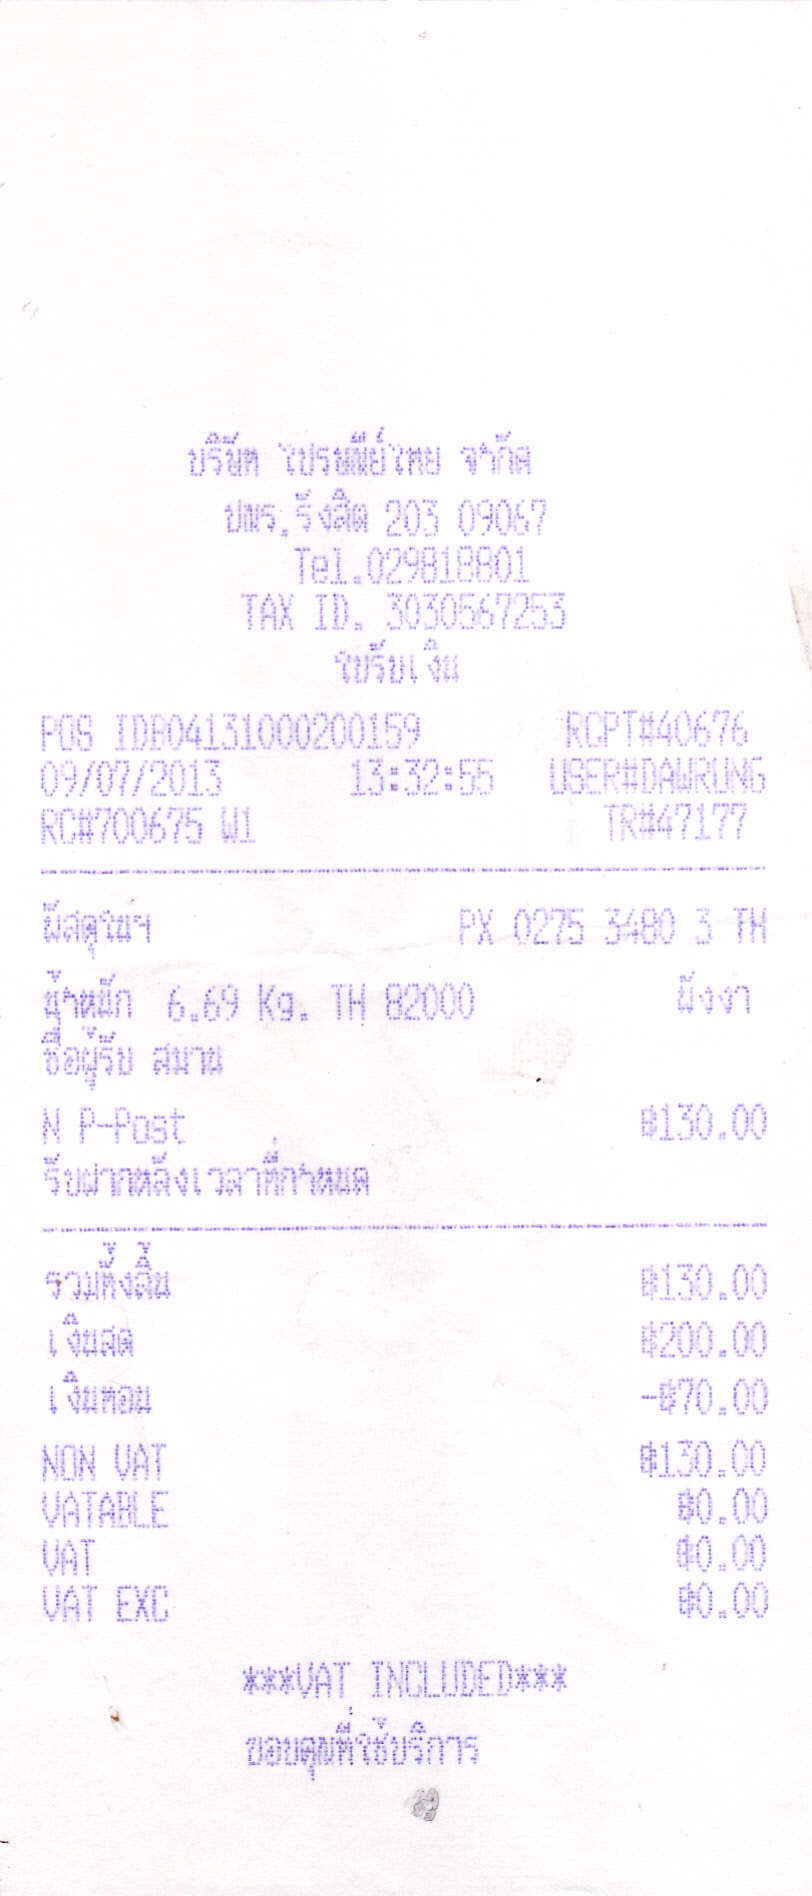 บริษัท ไปรษณีย์ไทย จำกัด
ปณร.รังสิต 203 09067
Tel.029818801
TAX ID. 3030567253
ใบรับเงิน
POS IDB04131000200159 RCPT#40676
09/07/2013 13:32:55 USER#DAWRUNG
RC#700675 W1 TR#47177
พัสดุในฯ PX 0275 3480 3 TH
น้ำหนัก 6.69 Kg. TH 82000 พังงา
ชื่อผู้รับ สมาน
N P-Post ฿130.00
รับฝากหลังเวลาที่กำหนด
รวมทั้งสิ้น ฿130.00
เงินสด ฿200.00
เงินทอน -฿70.00
NON VAT ฿130.00
VATABLE ฿0.00
VAT ฿0.00
VAT EXC ฿0.00
***VAT INCLUDED***
ขอบคุณที่ใช้บริการ